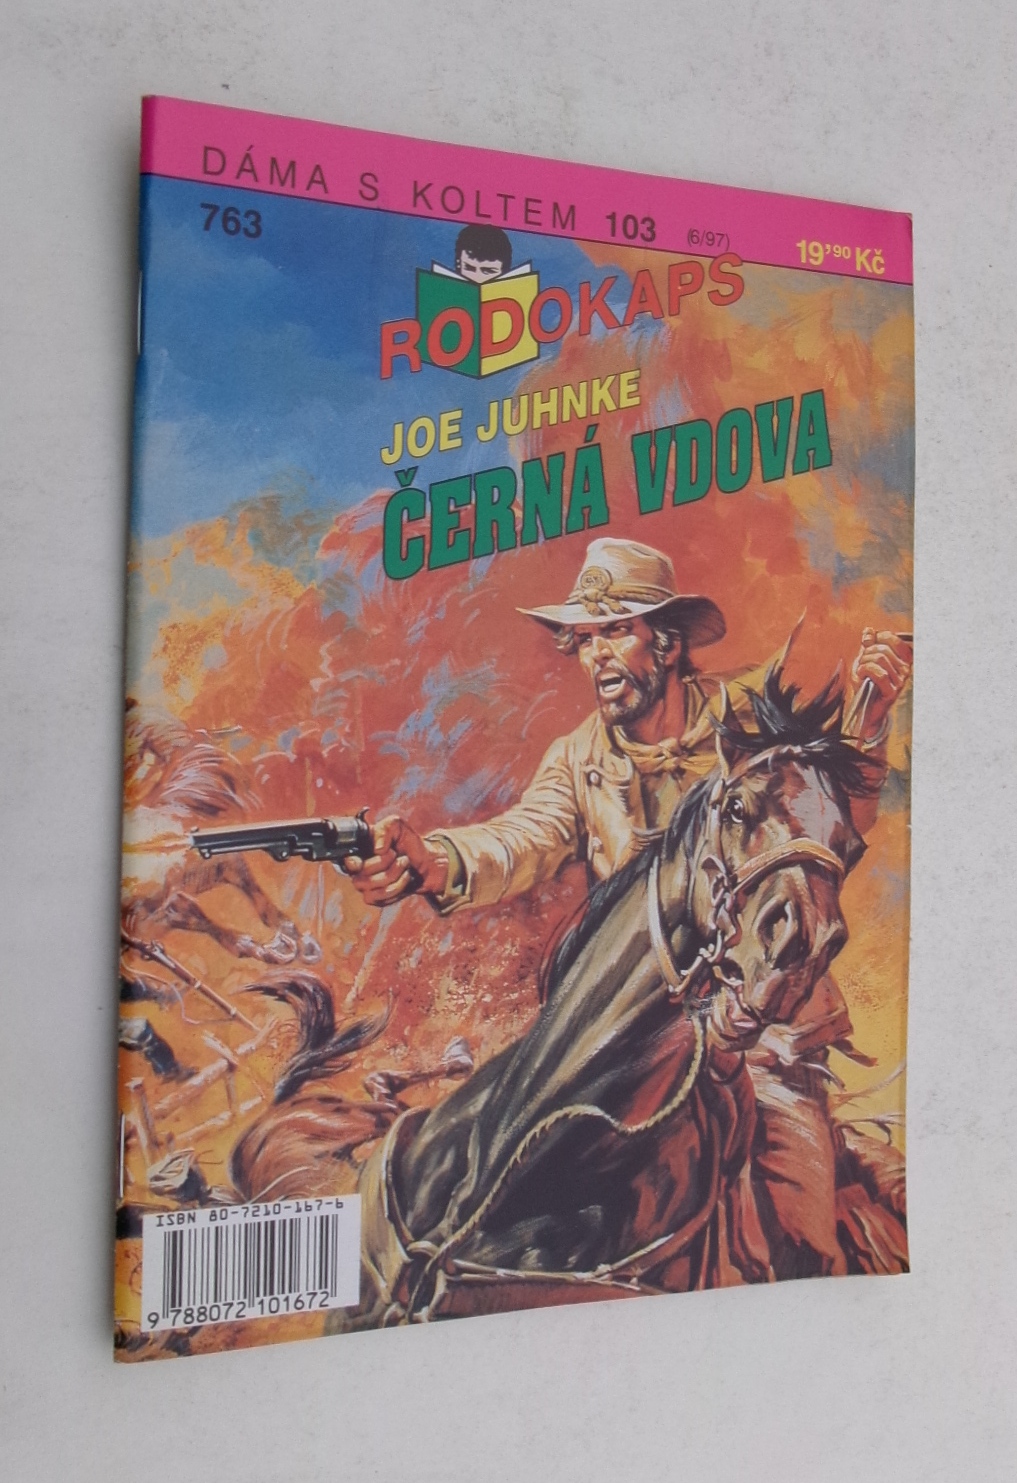 DÁMA S KOLTEM 103 (6/97)
763
19’90 Kč
RODOKAPS
JOE JUHNKE
ČERNÁ VDOVA
ISBN 80-7210-167-6
9 788072 101672